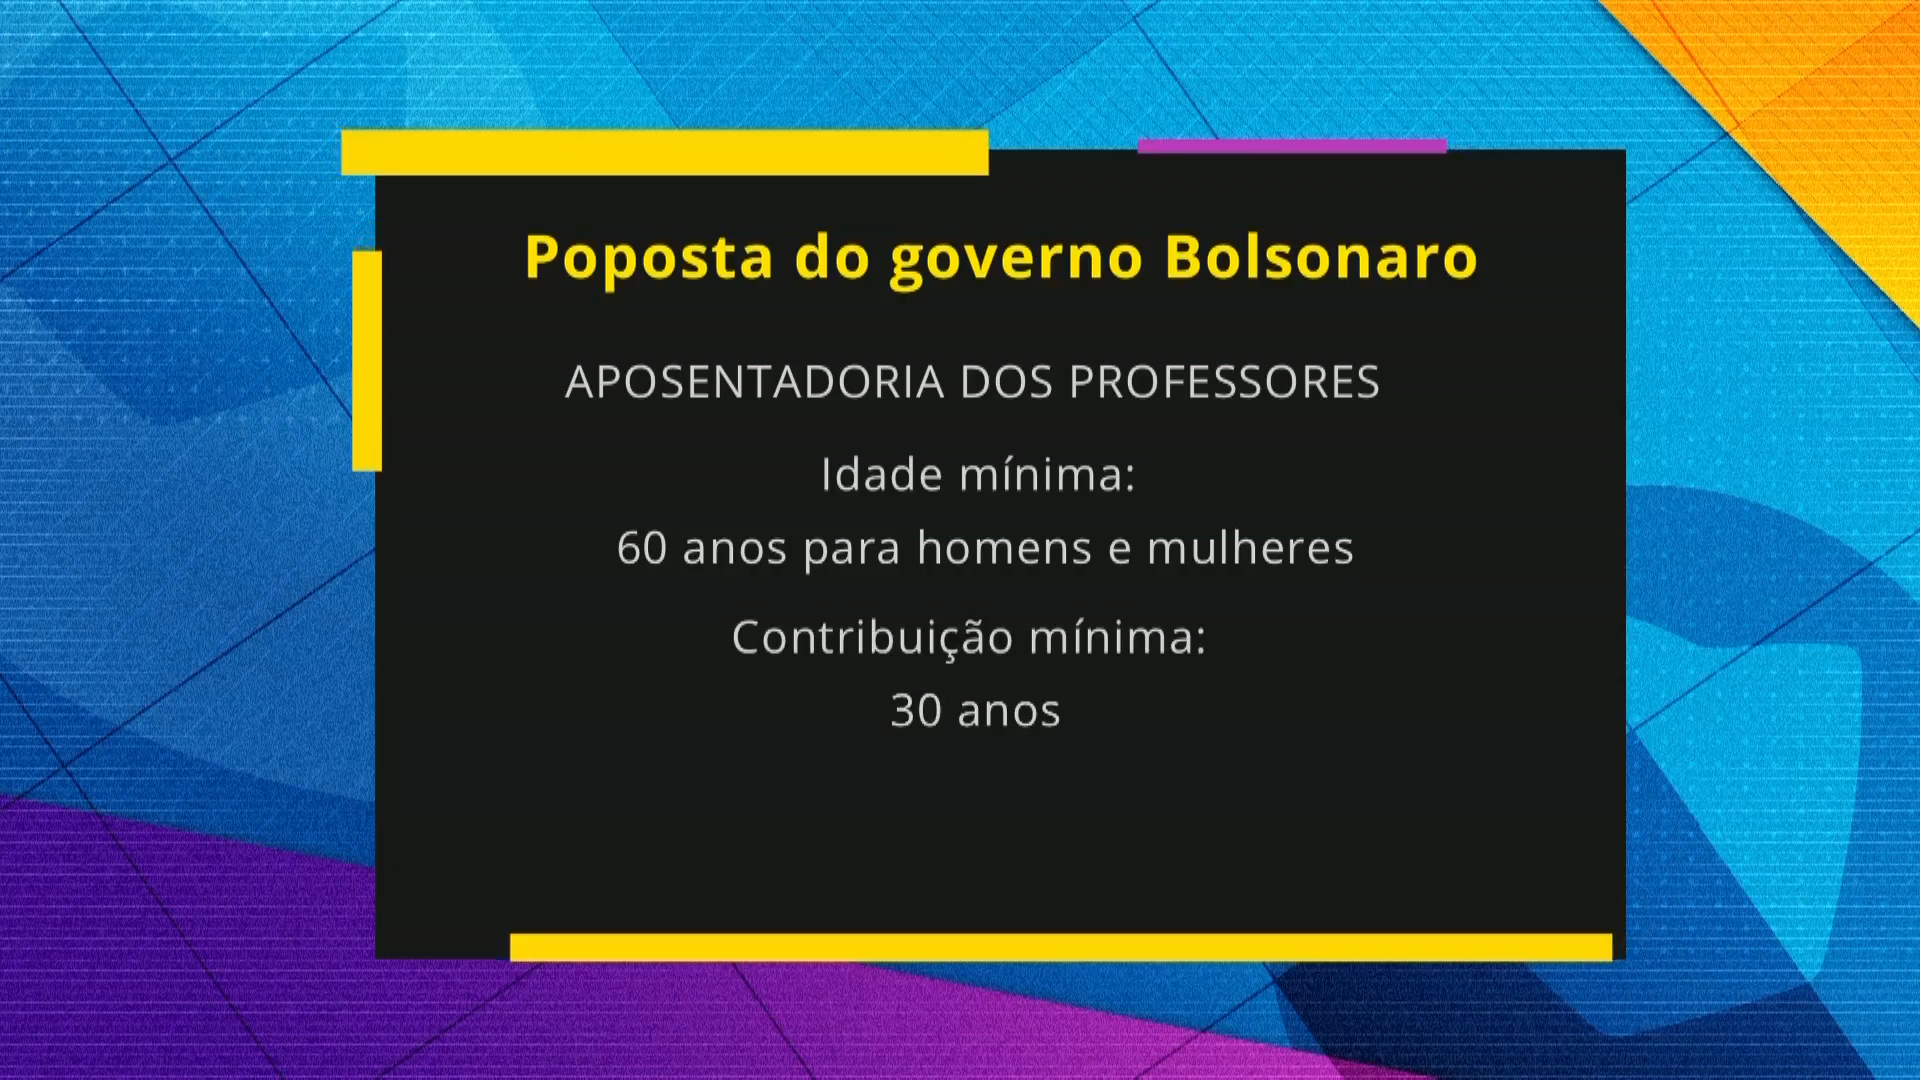 Poposta do governo Bolsonaro
APOSENTADORIA DOS PROFESSORES
Idade mínima:
60 anos para homens e mulheres
Contribuição mínima:
30 anos